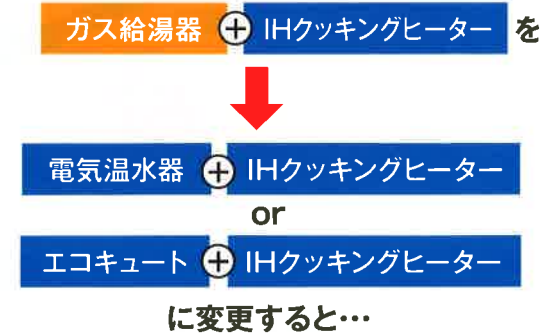 ガス給湯器 + IHクッキングヒーター を
電気温水器 + IHクッキングヒーター
or
エコキュート + IHクッキングヒーター
に変更すると…